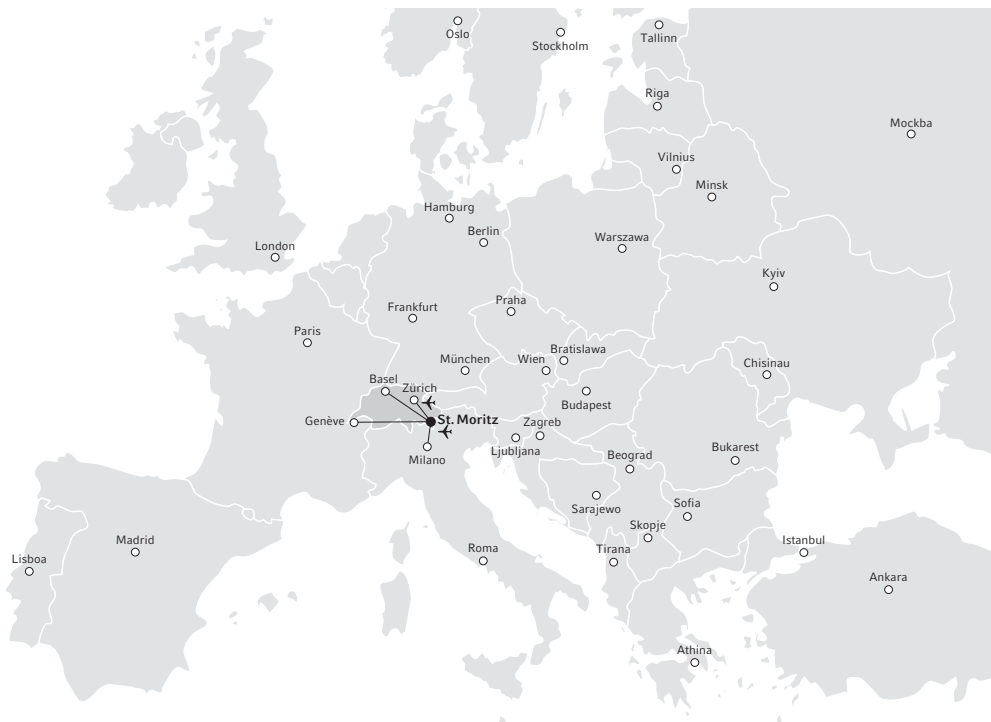 Oslo
Stockholm
Tallinn
Riga
Mockba
Vilnius
Minsk
Hamburg
Berlin
London
Warszawa
Kyiv
Frankfurt
Praha
Paris
München
Wien
Bratislawa
Chisinau
Basel
Zürich
Budapest
Genève
St. Moritz
Zagreb
Ljubljana
Milano
Beograd
Bukarest
Sarajewo
Sofia
Skopje
Madrid
Istanbul
Lisboa
Roma
Tirana
Ankara
Athina